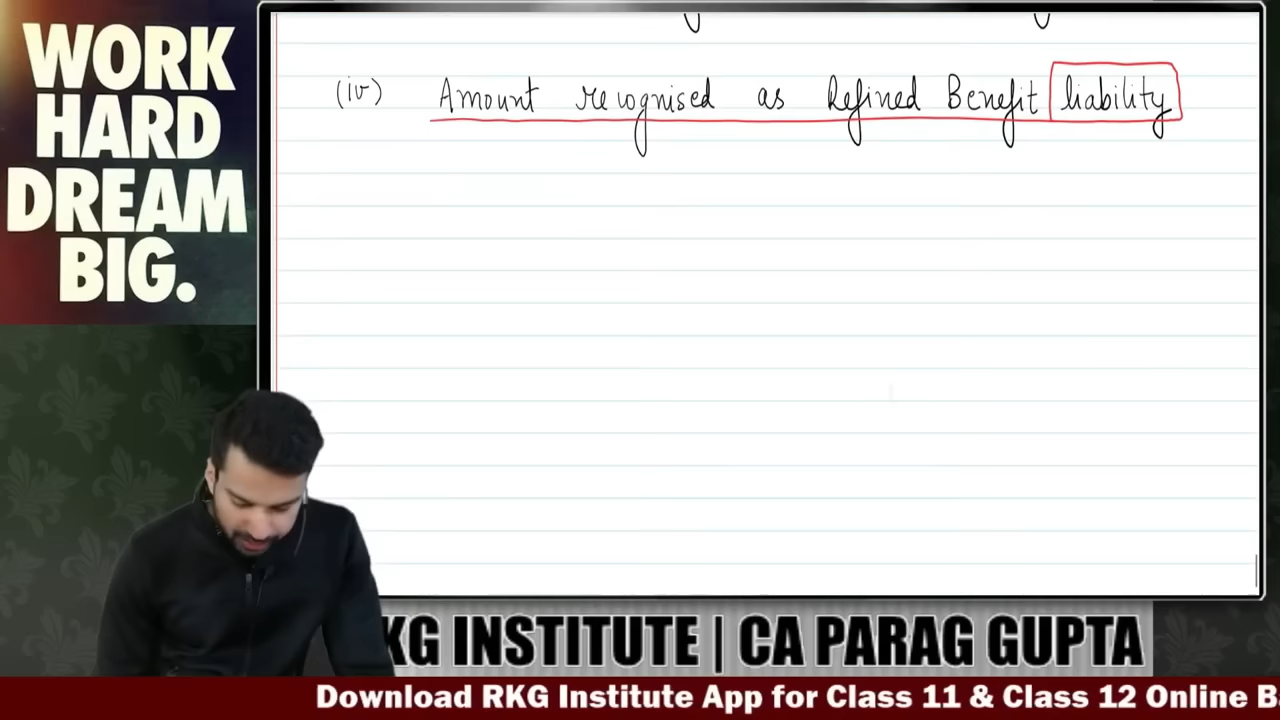 WORK
HARD
DREAM
BIG.
(iv) Amount recognised as Defined Benefit liability
KG INSTITUTE | CA PARAG GUPTA
Download RKG Institute App for Class 11 & Class 12 Online B